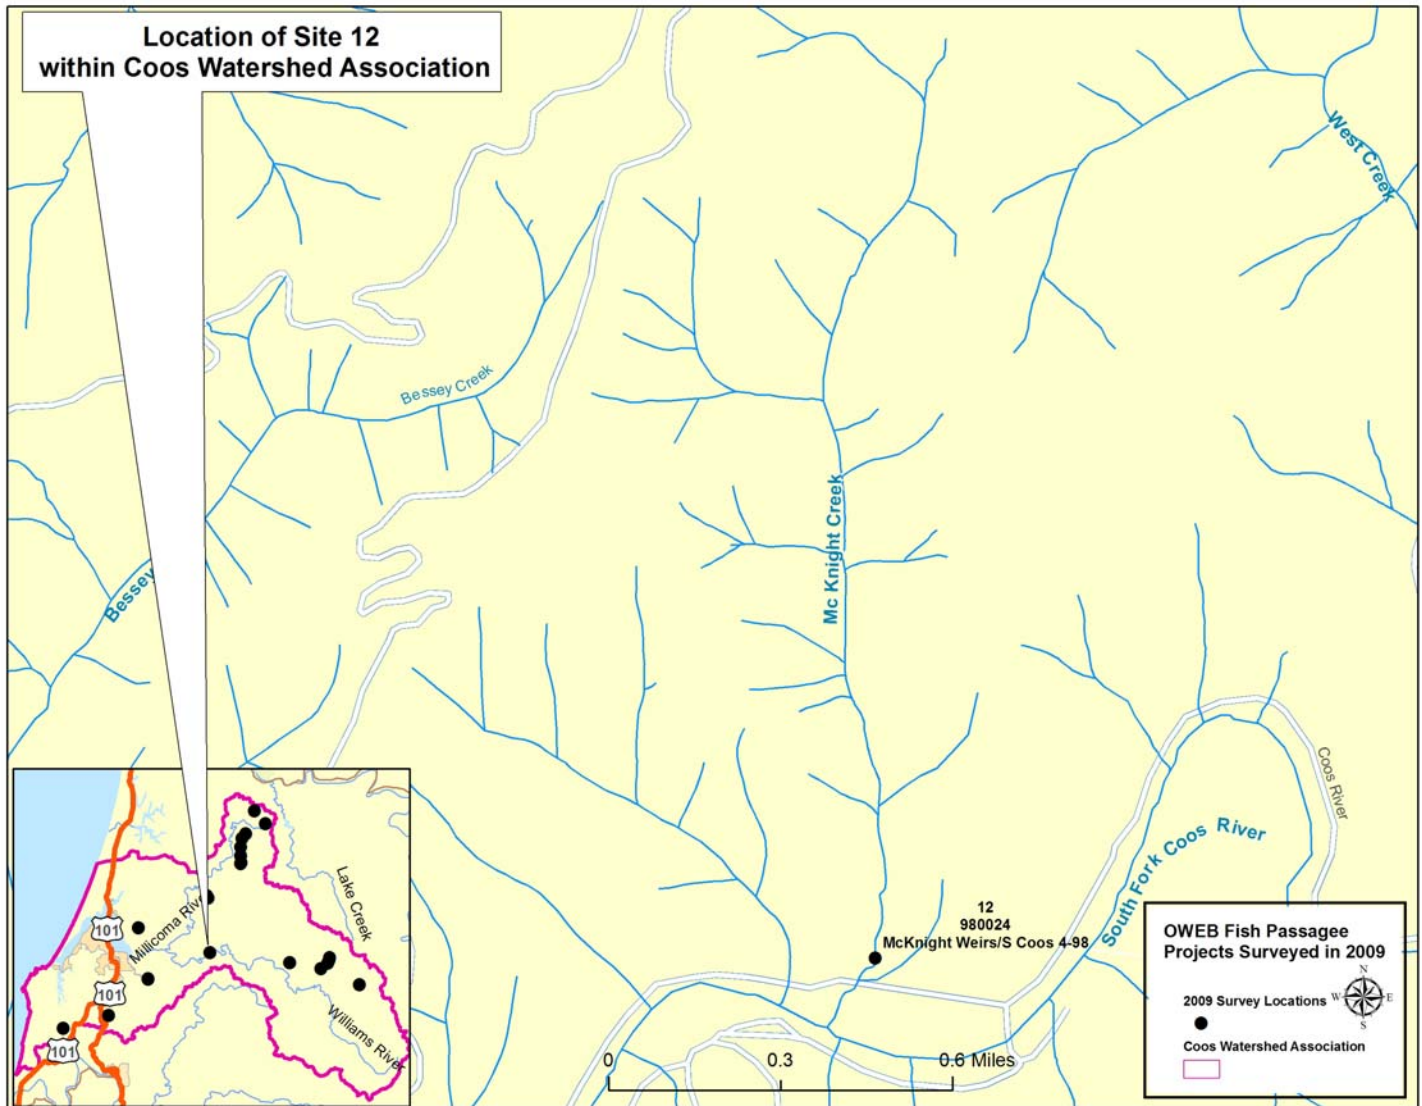 Location of Site 12
within Coos Watershed Association
West Creek
Bessey Creek
Mc Knight Creek
Bessey
Coos River
South Fork Coos River
12
980024
McKnight Weirs/S Coos 4-98
Lake Creek
Millicoma River
101
101
101
Williams River
0 0.3 0.6 Miles
OWEB Fish Passagee
Projects Surveyed in 2009
N
W E
S
2009 Survey Locations
Coos Watershed Association